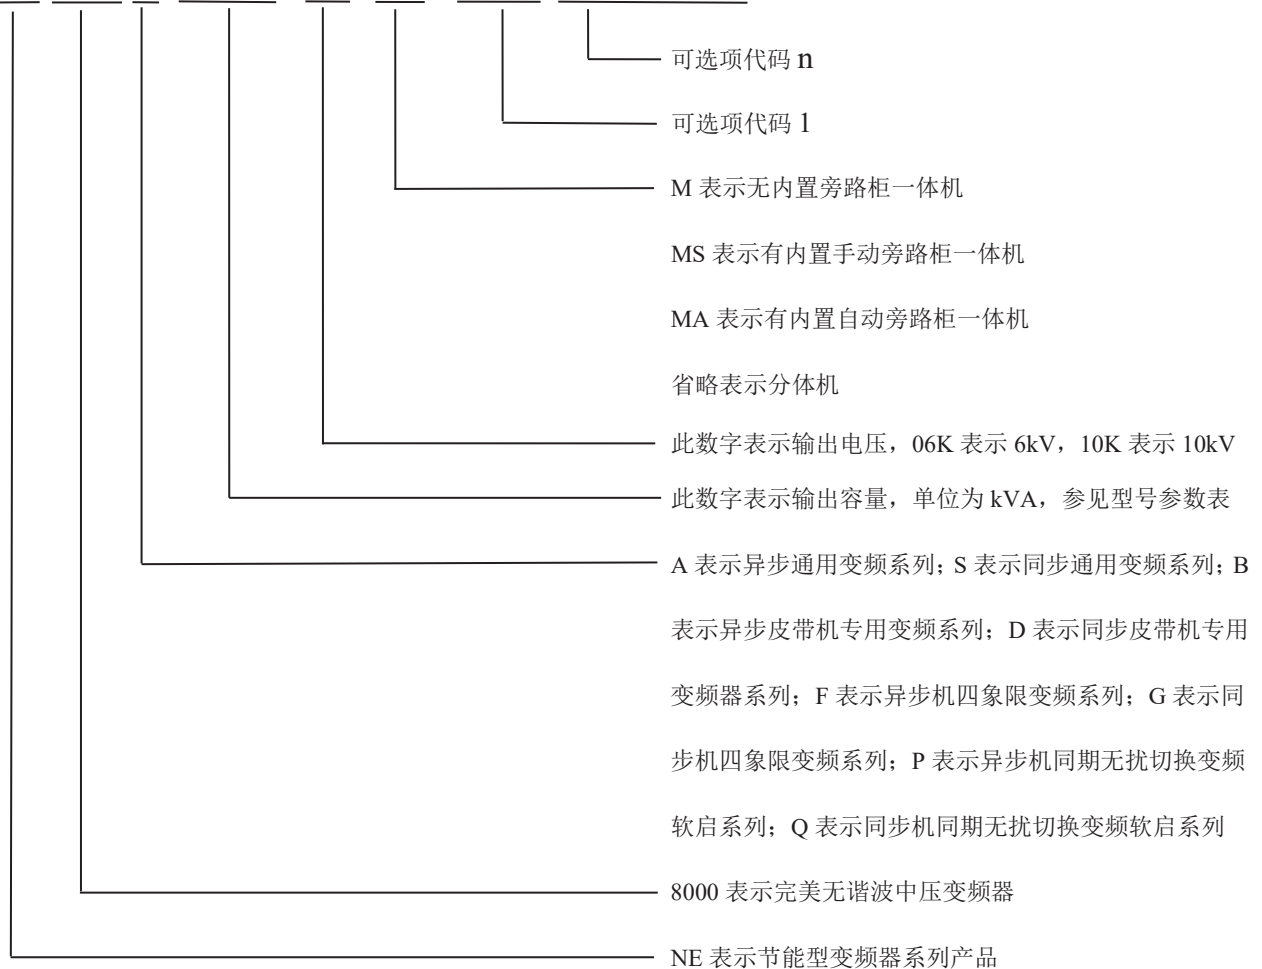 可选项代码 n
可选项代码 1
M 表示无内置旁路柜一体机
MS 表示有内置手动旁路柜一体机
MA 表示有内置自动旁路柜一体机
省略表示分体机
此数字表示输出电压，06K 表示 6kV，10K 表示 10kV
此数字表示输出容量，单位为 kVA，参见型号参数表
A 表示异步通用变频系列；S 表示同步通用变频系列；B
表示异步皮带机专用变频系列；D 表示同步皮带机专用
变频器系列；F 表示异步机四象限变频系列；G 表示同
步机四象限变频系列；P 表示异步机同期无扰切换变频
软启系列；Q 表示同步机同期无扰切换变频软启系列
8000 表示完美无谐波中压变频器
NE 表示节能型变频器系列产品